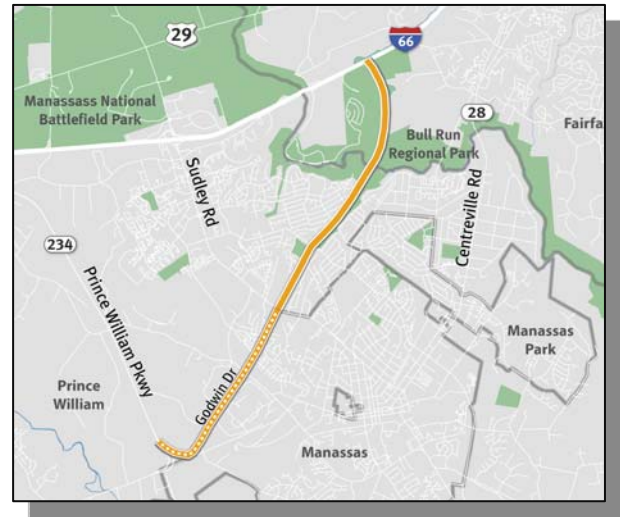 29
66
Manassass National
Battlefield Park
28
Fairfa
Bull Run
Regional Park
Sudley Rd
Centreville Rd
234
Prince William Pkwy
Manassas
Park
Prince
William
Godwin Dr
Manassas